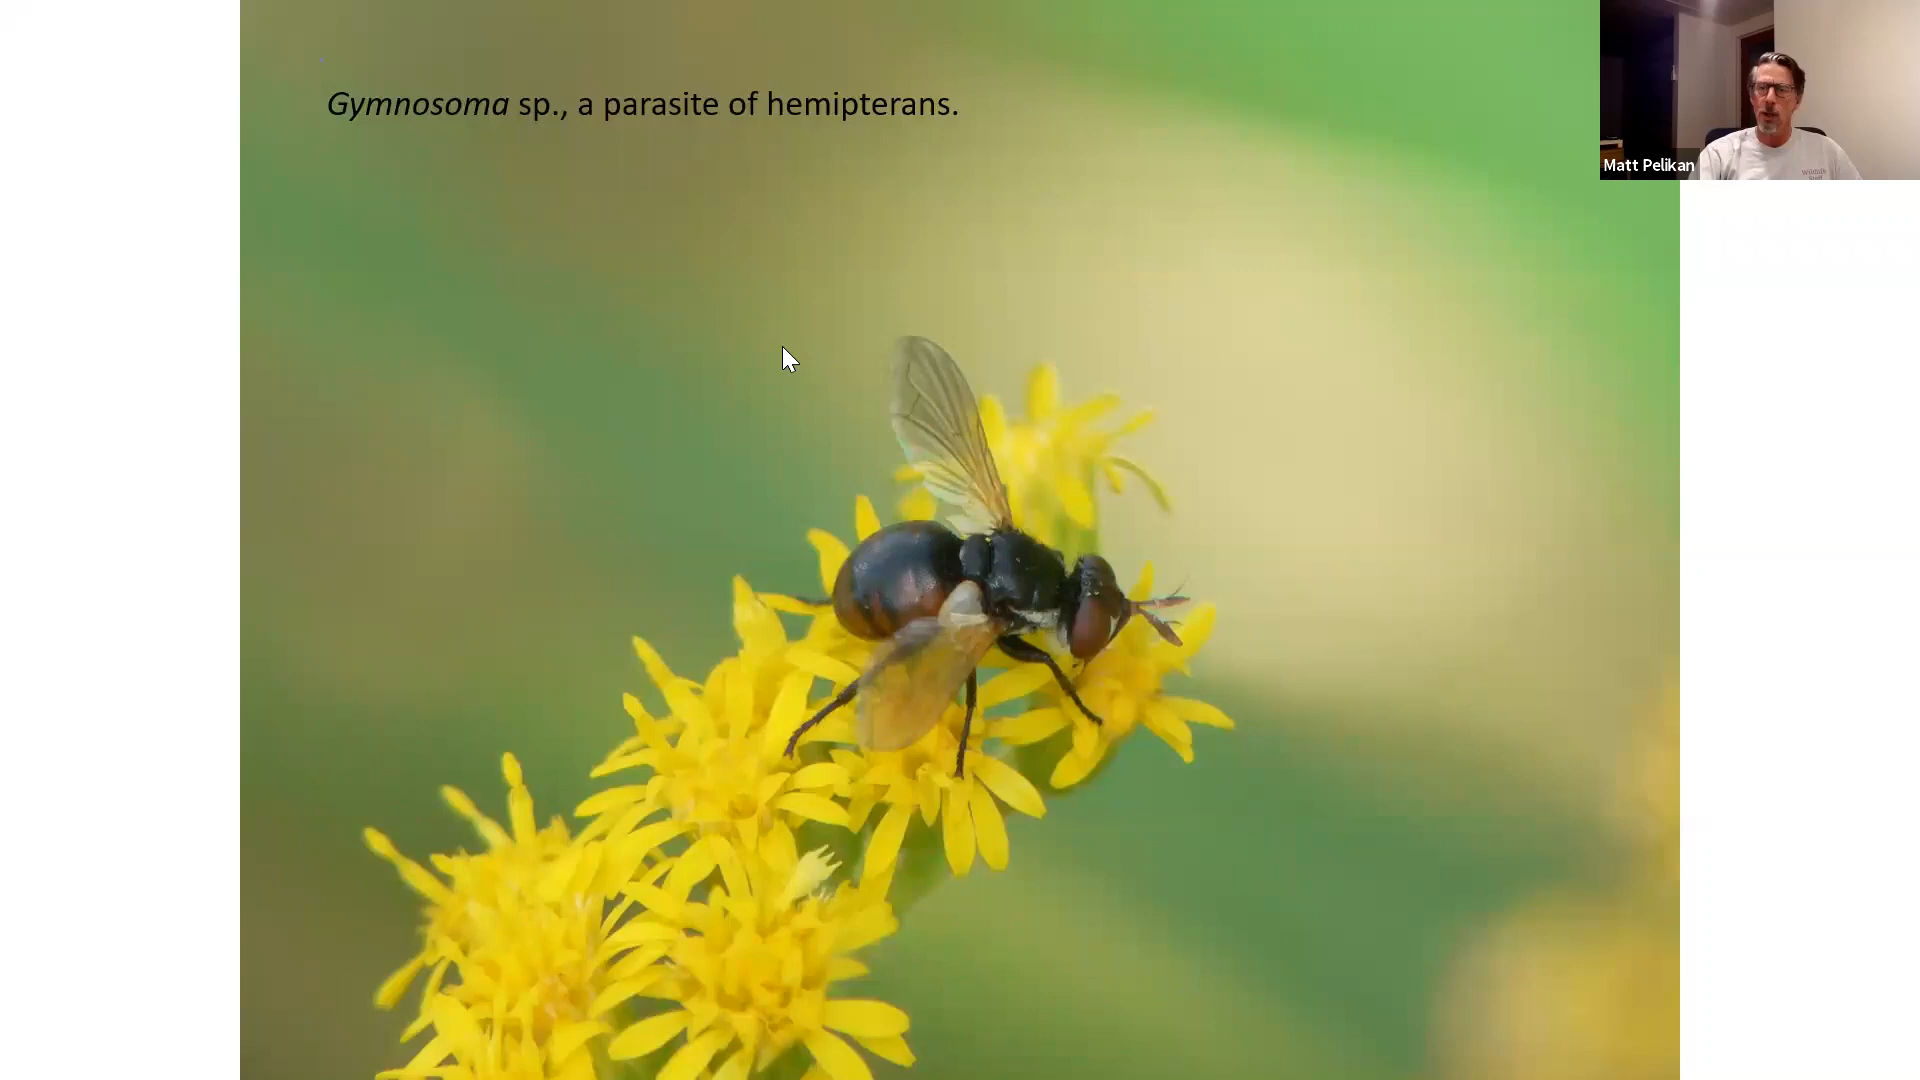 Gymnosoma sp., a parasite of hemipterans.
Matt Pelikan